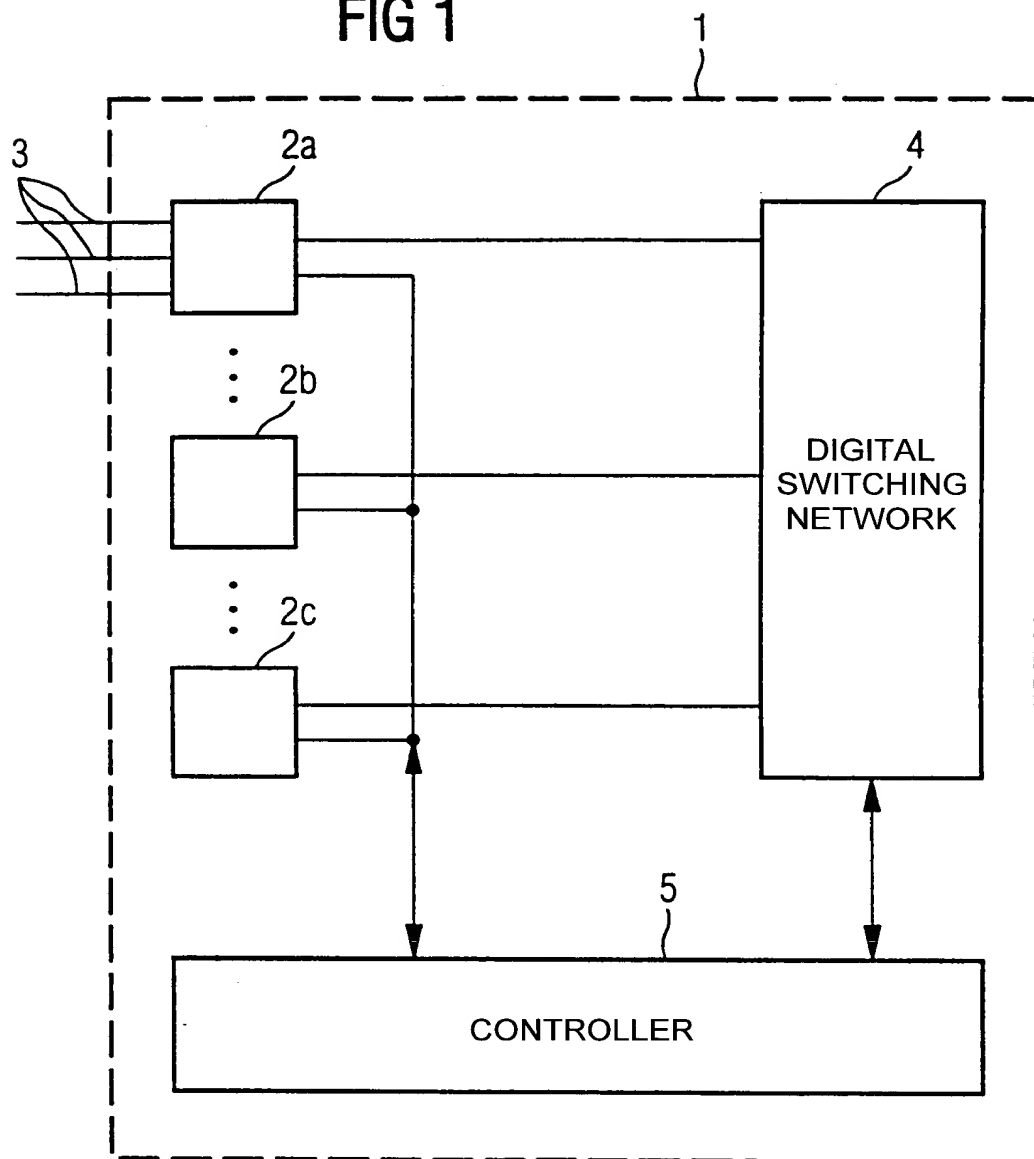 FIG 1
1
3
2a
4
2b
DIGITAL
SWITCHING
NETWORK
2c
5
CONTROLLER